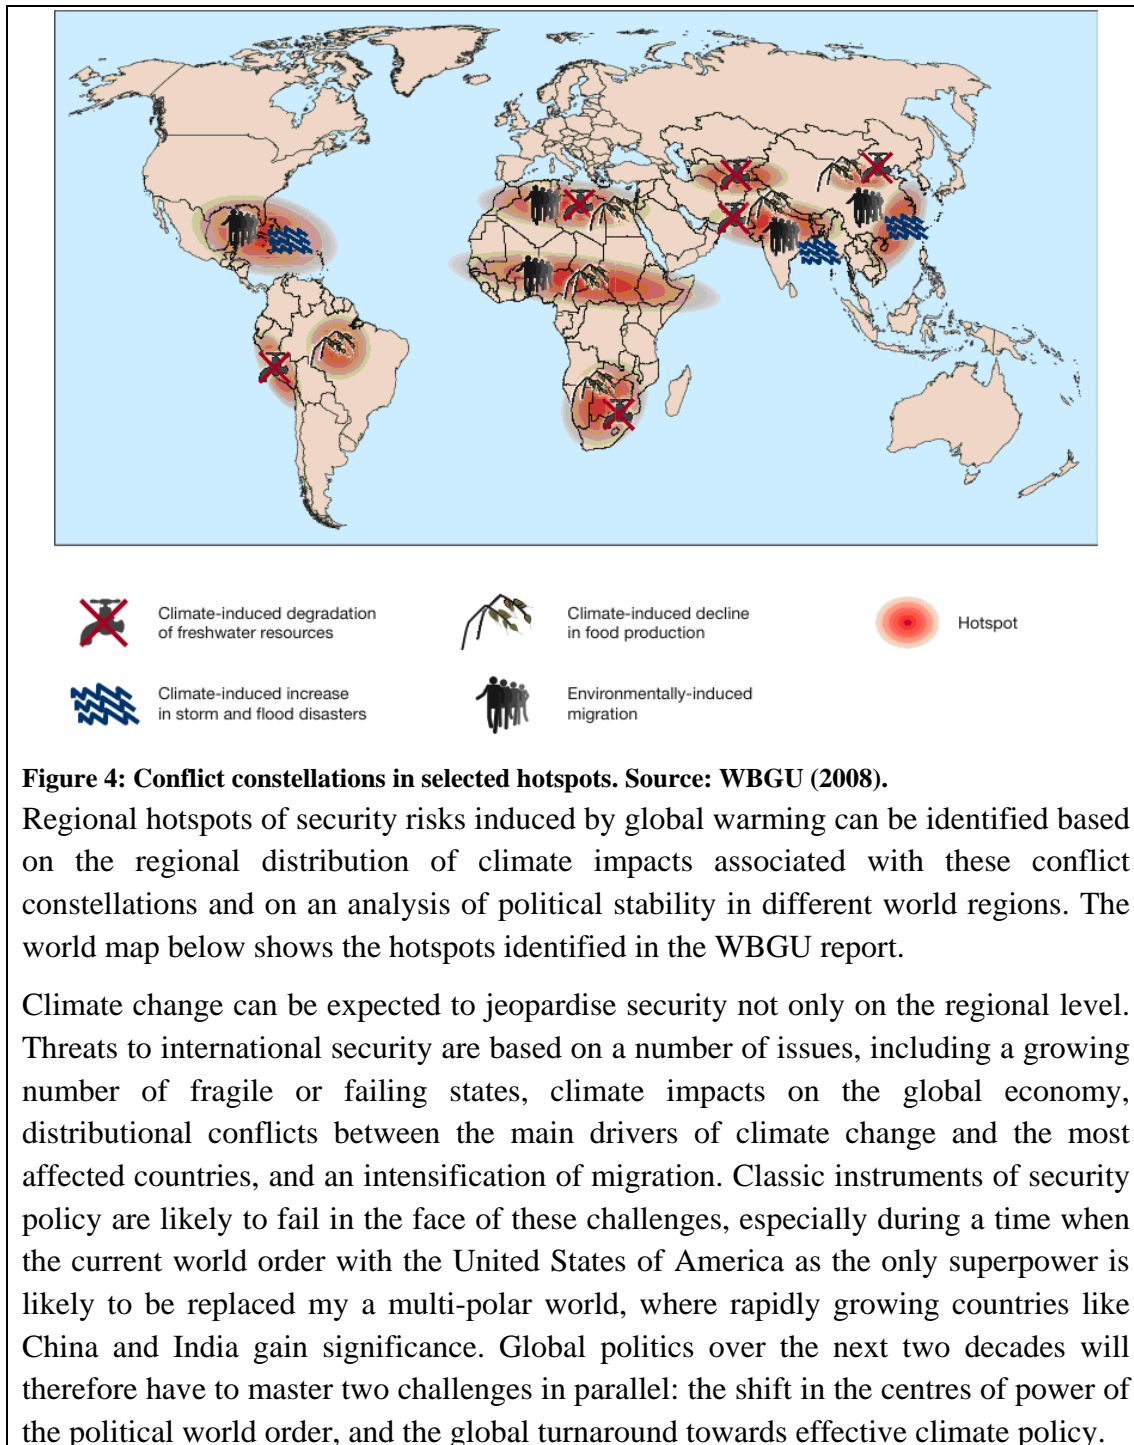 Climate-induced degradation
of freshwater resources
Climate-induced decline
in food production
Hotspot
Climate-induced increase
in storm and flood disasters
Environmentally-induced
migration
Figure 4: Conflict constellations in selected hotspots. Source: WBGU (2008).
Regional hotspots of security risks induced by global warming can be identified based
on the regional distribution of climate impacts associated with these conflict
constellations and on an analysis of political stability in different world regions. The
world map below shows the hotspots identified in the WBGU report.
Climate change can be expected to jeopardise security not only on the regional level.
Threats to international security are based on a number of issues, including a growing
number of fragile or failing states, climate impacts on the global economy,
distributional conflicts between the main drivers of climate change and the most
affected countries, and an intensification of migration. Classic instruments of security
policy are likely to fail in the face of these challenges, especially during a time when
the current world order with the United States of America as the only superpower is
likely to be replaced my a multi-polar world, where rapidly growing countries like
China and India gain significance. Global politics over the next two decades will
therefore have to master two challenges in parallel: the shift in the centres of power of
the political world order, and the global turnaround towards effective climate policy.